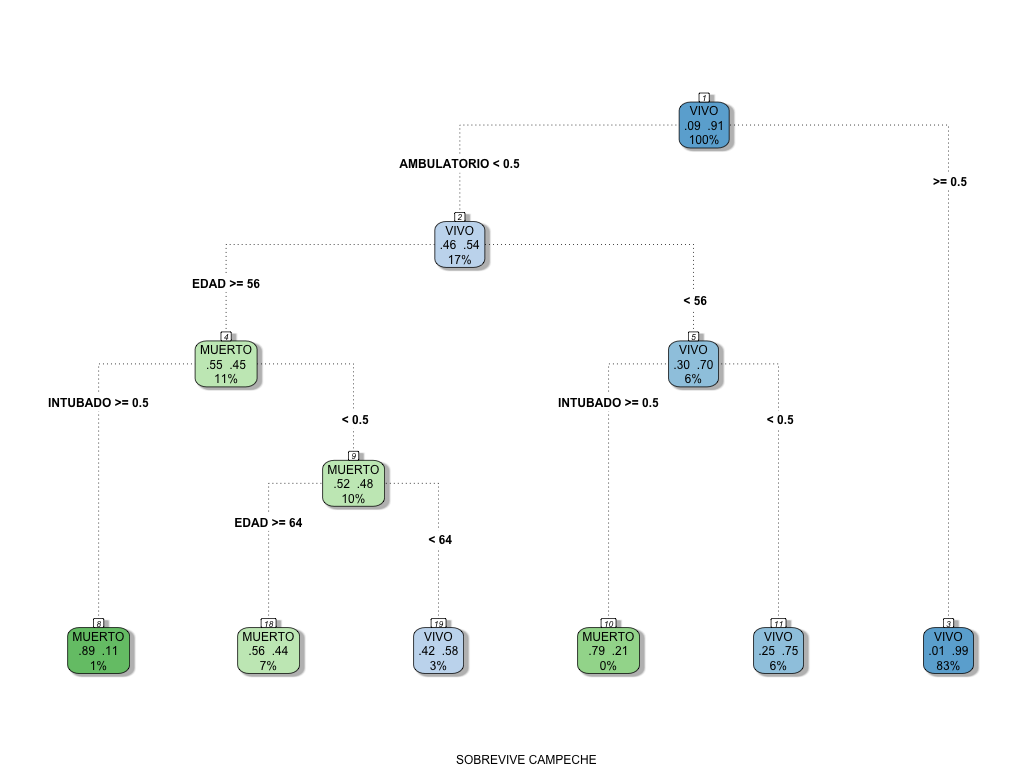 1
VIVO
.09 .91
100%
AMBULATORIO < 0.5
>= 0.5
2
VIVO
.46 .54
17%
EDAD >= 56
< 56
4
MUERTO
.55 .45
11%
5
VIVO
.30 .70
6%
INTUBADO >= 0.5
< 0.5
INTUBADO >= 0.5
< 0.5
9
MUERTO
.52 .48
10%
EDAD >= 64
< 64
8
MUERTO
.89 .11
1%
18
MUERTO
.56 .44
7%
19
VIVO
.42 .58
3%
10
MUERTO
.79 .21
0%
11
VIVO
.25 .75
6%
3
VIVO
.01 .99
83%
SOBREVIVE CAMPECHE